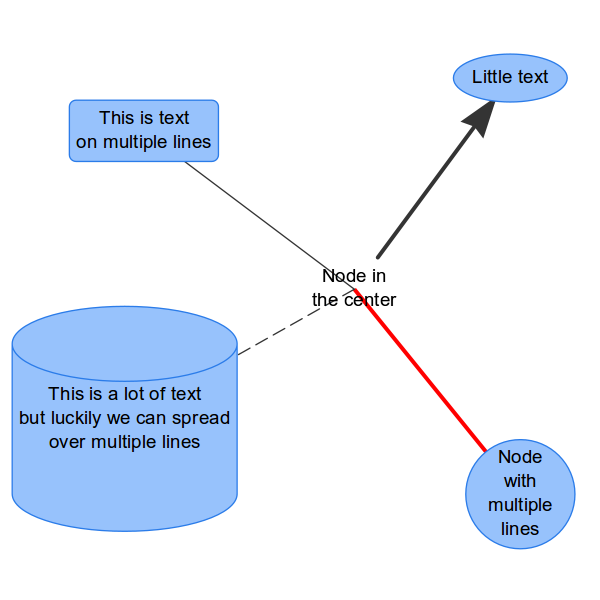 Little text
This is text
on multiple lines
Node in
the center
This is a lot of text
but luckily we can spread
over multiple lines
Node
with
multiple
lines